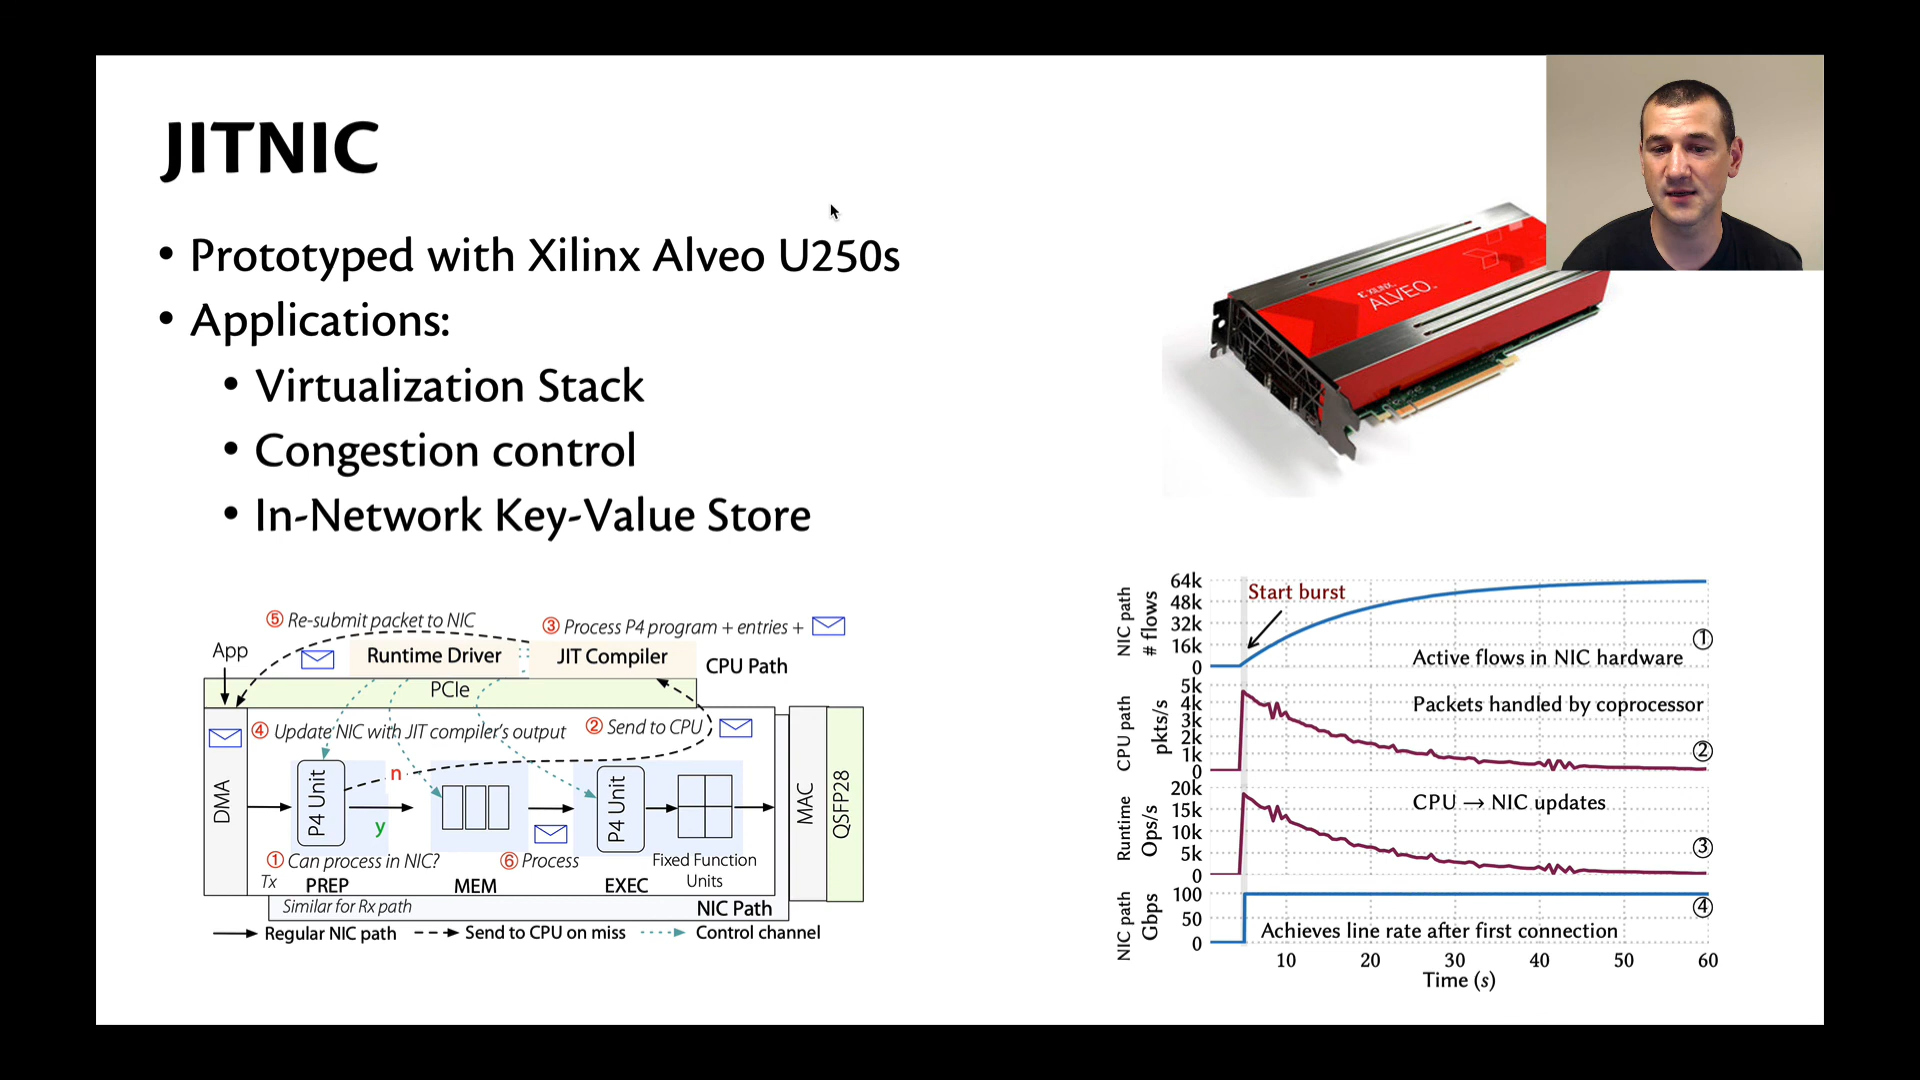 JITNIC
• Prototyped with Xilinx Alveo U250s
• Applications:
• Virtualization Stack
• Congestion control
• In-Network Key-Value Store
XILINX
ALVEO
⑤ Re-submit packet to NIC
③ Process P4 program + entries +
App
Runtime Driver
JIT Compiler
CPU Path
PCIe
④ Update NIC with JIT compiler's output
② Send to CPU
DMA
P4 Unit
n
y
P4 Unit
MAC
QSFP28
① Can process in NIC?
⑥ Process
Fixed Function
Units
Tx
PREP
MEM
EXEC
Similar for Rx path
NIC Path
Regular NIC path
Send to CPU on miss
Control channel
NIC path
# flows
64k
48k
32k
16k
0
Start burst
①
Active flows in NIC hardware
CPU path
pkts/s
5k
4k
3k
2k
1k
0
Packets handled by coprocessor
②
Runtime
Ops/s
20k
15k
10k
5k
0
CPU → NIC updates
③
NIC path
Gbps
100
50
0
④
Achieves line rate after first connection
10 20 30 40 50 60
Time (s)